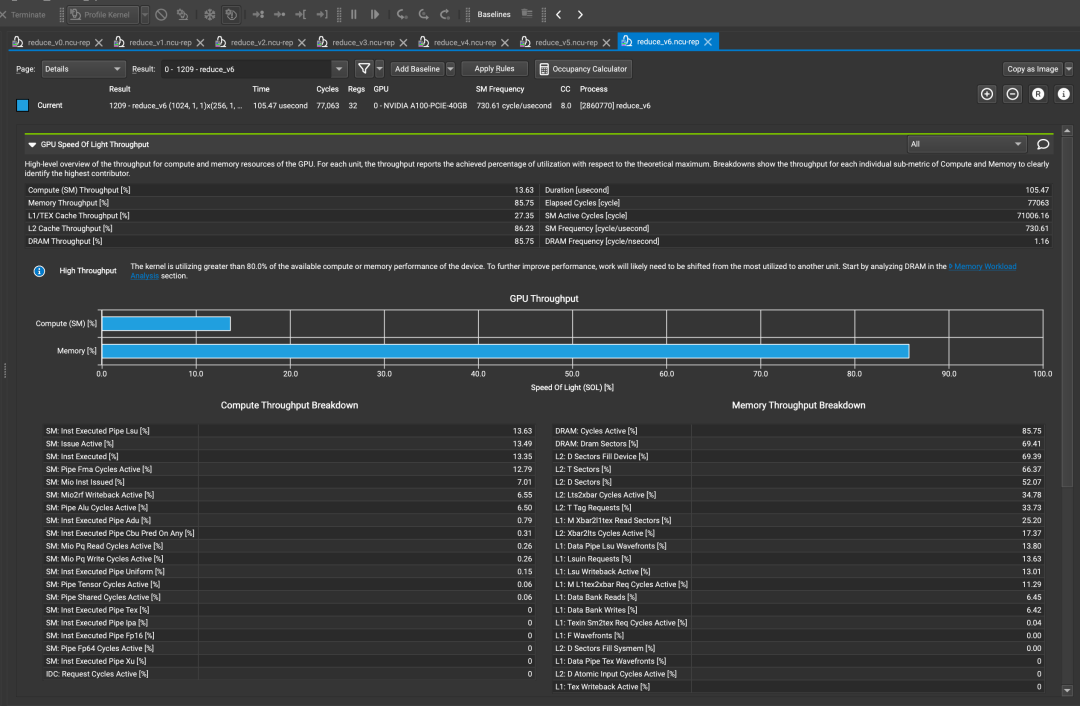 Terminate
Profile Kernel
Baselines
reduce_v0.ncu-rep
reduce_v1.ncu-rep
reduce_v2.ncu-rep
reduce_v3.ncu-rep
reduce_v4.ncu-rep
reduce_v5.ncu-rep
reduce_v6.ncu-rep
Page: Details Result: 0 - 1209 - reduce_v6 Add Baseline Apply Rules Occupancy Calculator Copy as Image
Result Time Cycles Regs GPU SM Frequency CC Process
Current 1209 - reduce_v6 (1024, 1, 1)x(256, 1, ... 105.47 usecond 77,063 32 0 - NVIDIA A100-PCIE-40GB 730.61 cycle/usecond 8.0 [2860770] reduce_v6
R
GPU Speed Of Light Throughput All
High-level overview of the throughput for compute and memory resources of the GPU. For each unit, the throughput reports the achieved percentage of utilization with respect to the theoretical maximum. Breakdowns show the throughput for each individual sub-metric of Compute and Memory to clearly
identify the highest contributor.
Compute (SM) Throughput [%] 13.63 Duration [usecond] 105.47
Memory Throughput [%] 85.75 Elapsed Cycles [cycle] 77063
L1/TEX Cache Throughput [%] 27.35 SM Active Cycles [cycle] 71006.16
L2 Cache Throughput [%] 86.23 SM Frequency [cycle/usecond] 730.61
DRAM Throughput [%] 85.75 DRAM Frequency [cycle/nsecond] 1.16
High Throughput The kernel is utilizing greater than 80.0% of the available compute or memory performance of the device. To further improve performance, work will likely need to be shifted from the most utilized to another unit. Start by analyzing DRAM in the Memory Workload
Analysis section.
GPU Throughput
Compute (SM) [%]
Memory [%]
0.0 10.0 20.0 30.0 40.0 50.0 60.0 70.0 80.0 90.0 100.0
Speed Of Light (SOL) [%]
Compute Throughput Breakdown Memory Throughput Breakdown
SM: Inst Executed Pipe Lsu [%] 13.63 DRAM: Cycles Active [%] 85.75
SM: Issue Active [%] 13.49 DRAM: Dram Sectors [%] 69.41
SM: Inst Executed [%] 13.35 L2: D Sectors Fill Device [%] 69.39
SM: Pipe Fma Cycles Active [%] 12.79 L2: T Sectors [%] 66.37
SM: Mio Inst Issued [%] 7.01 L2: D Sectors [%] 52.07
SM: Mio2rf Writeback Active [%] 6.55 L2: Lts2xbar Cycles Active [%] 34.78
SM: Pipe Alu Cycles Active [%] 6.50 L2: T Tag Requests [%] 33.73
SM: Inst Executed Pipe Adu [%] 0.79 L1: M Xbar2l1tex Read Sectors [%] 25.20
SM: Inst Executed Pipe Cbu Pred On Any [%] 0.31 L2: Xbar2lts Cycles Active [%] 17.37
SM: Mio Pq Read Cycles Active [%] 0.26 L1: Data Pipe Lsu Wavefronts [%] 13.80
SM: Mio Pq Write Cycles Active [%] 0.26 L1: Lsuin Requests [%] 13.63
SM: Inst Executed Pipe Uniform [%] 0.15 L1: Lsu Writeback Active [%] 13.01
SM: Pipe Tensor Cycles Active [%] 0.06 L1: M L1tex2xbar Req Cycles Active [%] 11.29
SM: Pipe Shared Cycles Active [%] 0.06 L1: Data Bank Reads [%] 6.45
SM: Inst Executed Pipe Tex [%] 0 L1: Data Bank Writes [%] 6.42
SM: Inst Executed Pipe Ipa [%] 0 L1: Texin Sm2tex Req Cycles Active [%] 0.04
SM: Inst Executed Pipe Fp16 [%] 0 L1: F Wavefronts [%] 0.00
SM: Pipe Fp64 Cycles Active [%] 0 L2: D Sectors Fill Sysmem [%] 0.00
SM: Inst Executed Pipe Xu [%] 0 L1: Data Pipe Tex Wavefronts [%] 0
IDC: Request Cycles Active [%] 0 L2: D Atomic Input Cycles Active [%] 0
L1: Tex Writeback Active [%] 0